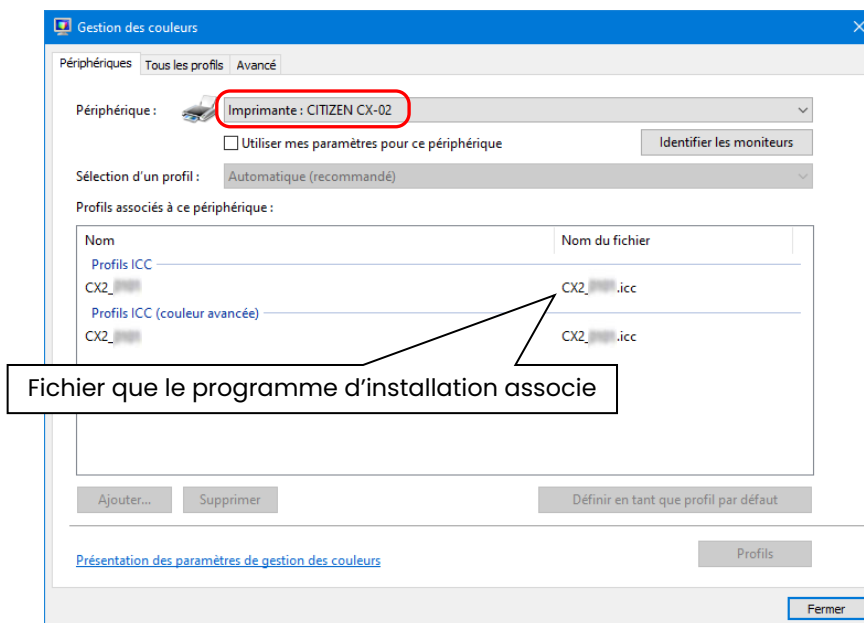 Gestion des couleurs
Périphériques Tous les profils Avancé
Périphérique : Imprimante : CITIZEN CX-02
Utiliser mes paramètres pour ce périphérique Identifier les moniteurs
Sélection d'un profil : Automatique (recommandé)
Profils associés à ce périphérique :
Nom Nom du fichier
Profils ICC
CX2_ CX2_ .icc
Profils ICC (couleur avancée)
CX2_ CX2_ .icc
Fichier que le programme d'installation associe
Ajouter... Supprimer Définir en tant que profil par défaut
Présentation des paramètres de gestion des couleurs Profils
Fermer